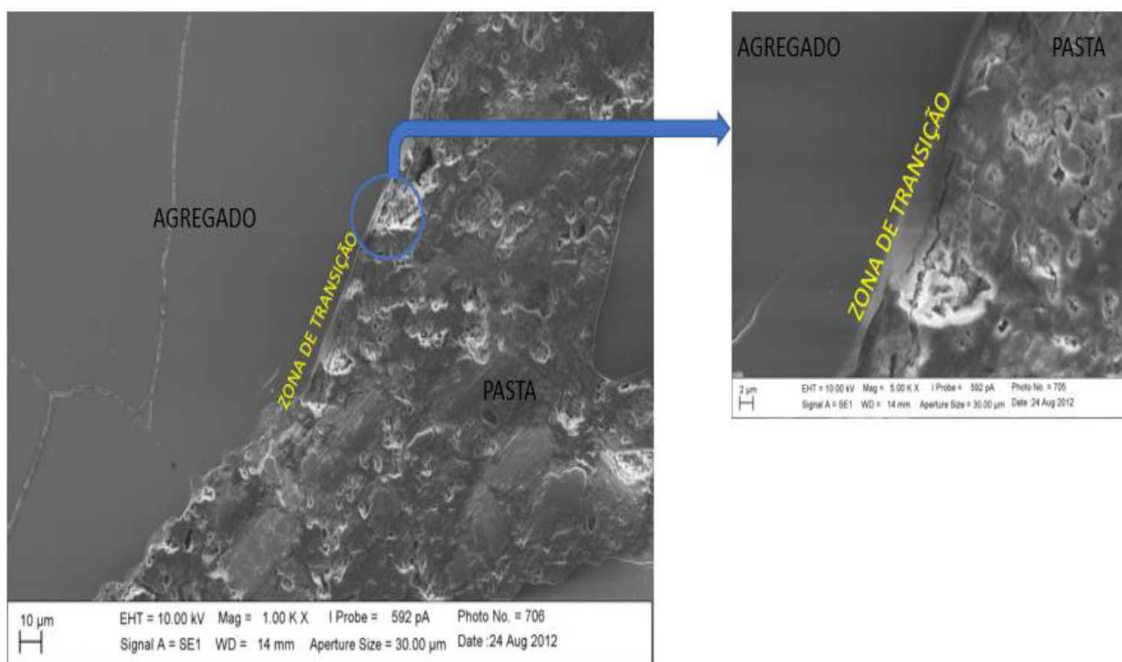 AGREGADO
ZONA DE TRANSIÇÃO
PASTA
10 µm EHT = 10.00 kV Mag = 1.00 K X I Probe = 592 pA Photo No. = 706
Signal A = SE1 WD = 14 mm Aperture Size = 30.00 µm Date :24 Aug 2012
AGREGADO PASTA
ZONA DE TRANSIÇÃO
2 µm EHT = 10.00 kV Mag = 5.00 K X I Probe = 592 pA Photo No. = 705
Signal A = SE1 WD = 14 mm Aperture Size = 30.00 µm Date :24 Aug 2012